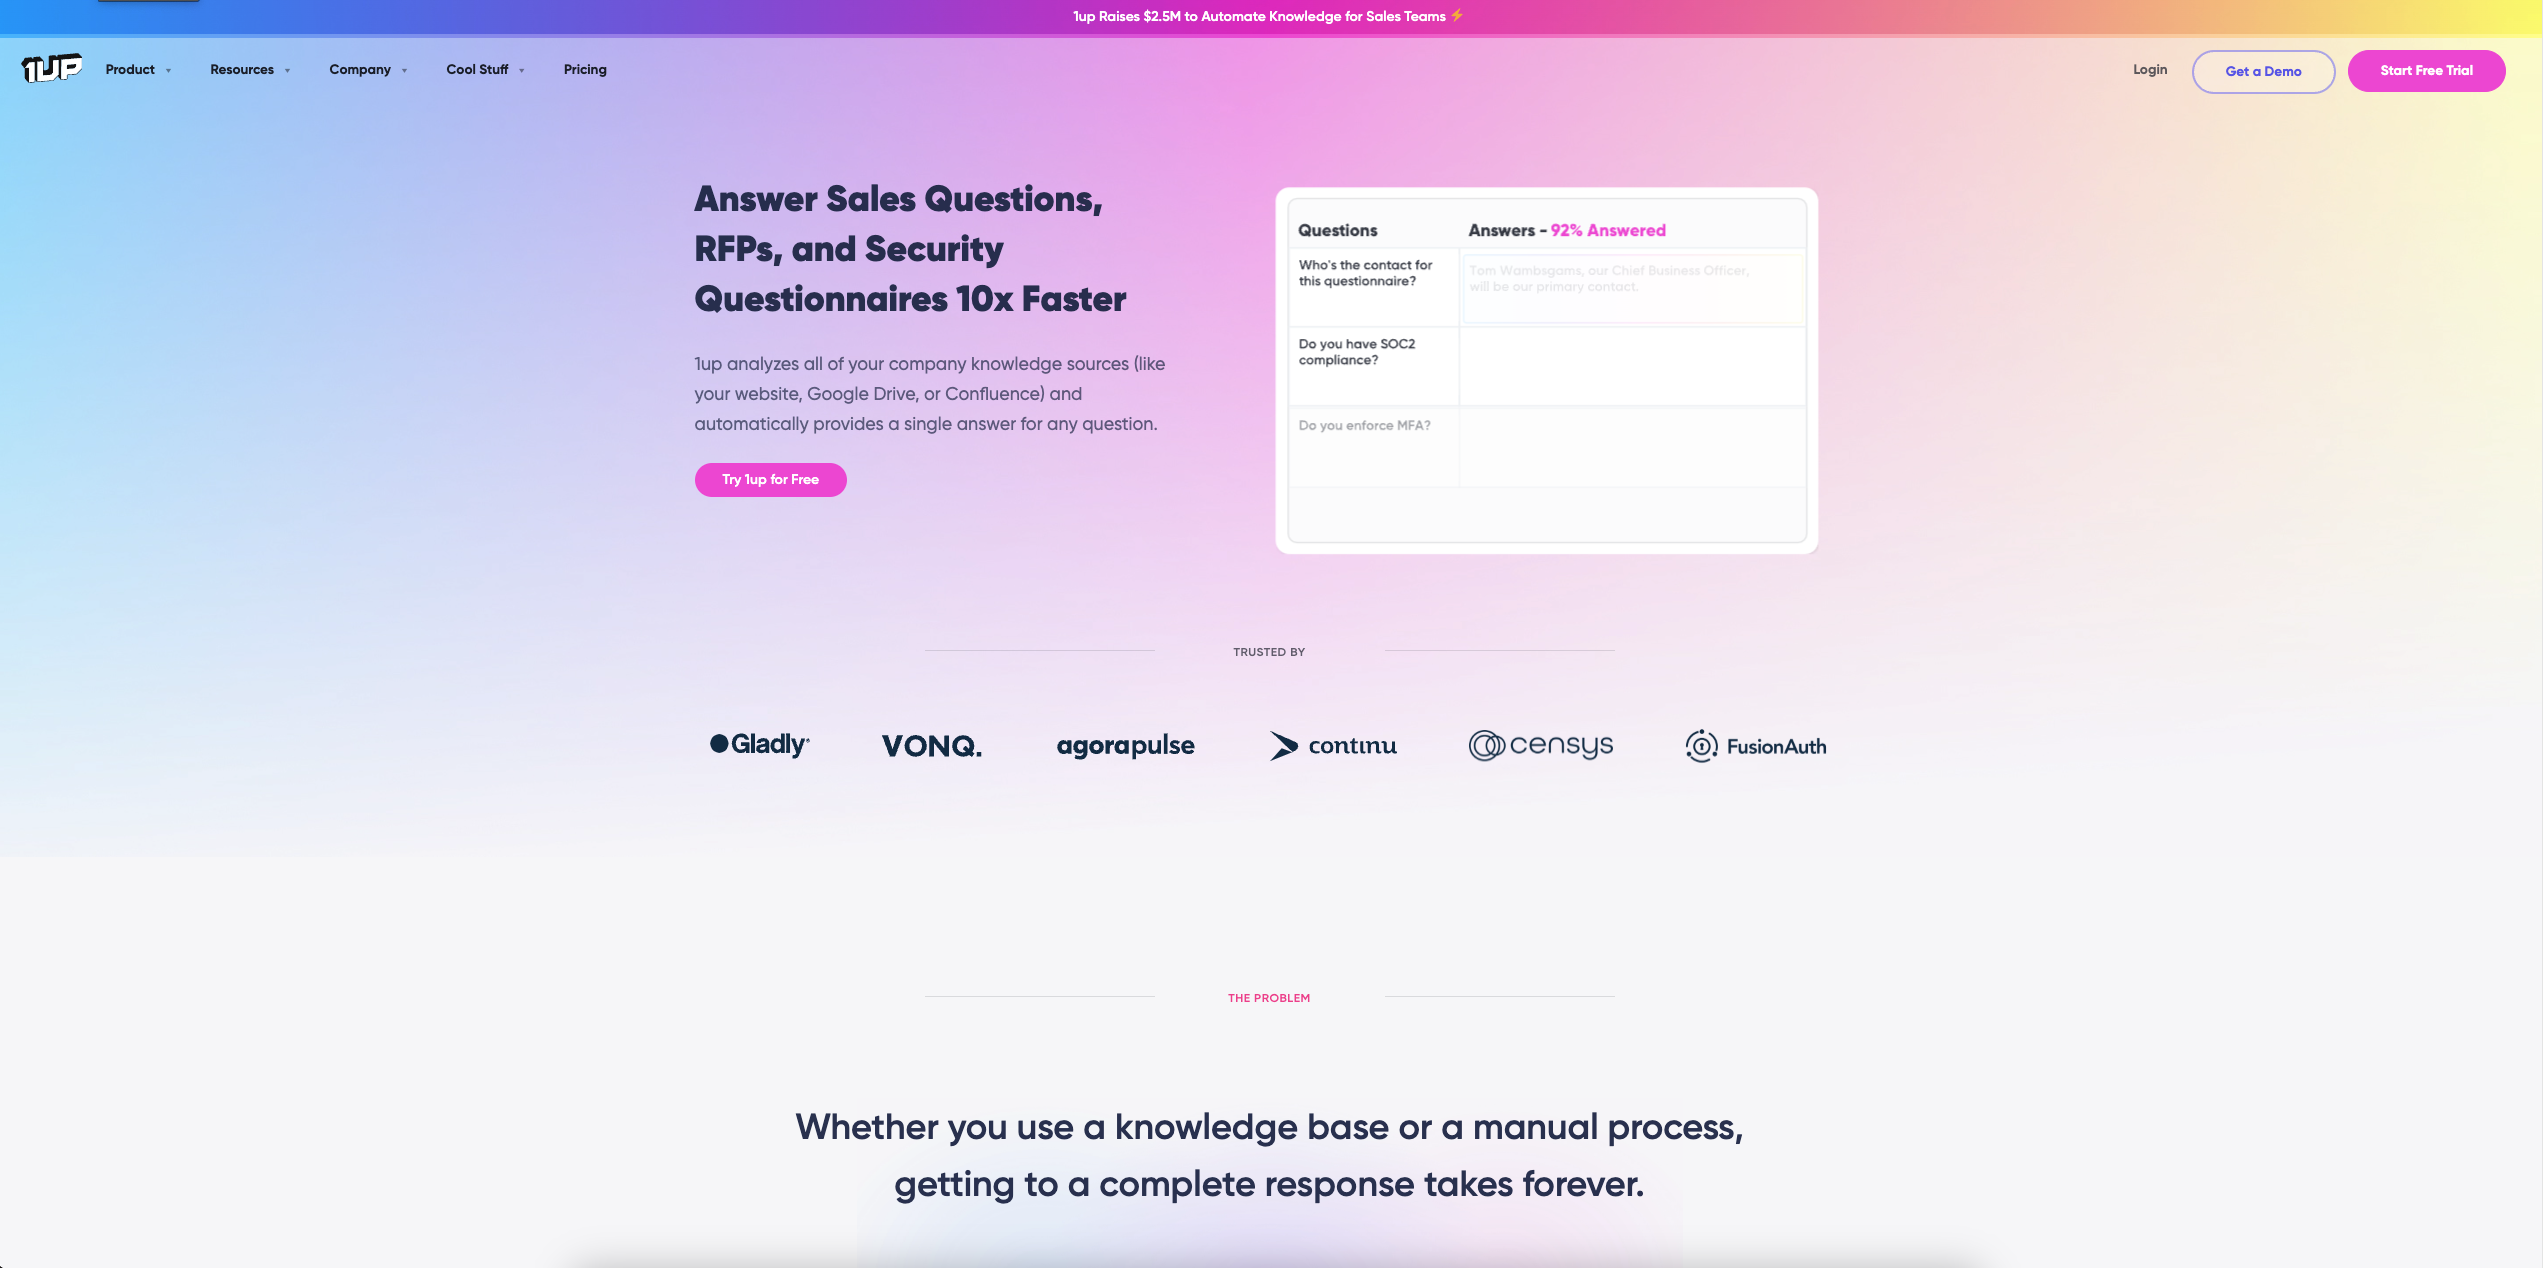 1up Raises $2.5M to Automate Knowledge for Sales Teams ⚡
1UP
Product
Resources
Company
Cool Stuff
Pricing
Login
Get a Demo
Start Free Trial
Answer Sales Questions,
RFPs, and Security
Questionnaires 10x Faster
1up analyzes all of your company knowledge sources (like
your website, Google Drive, or Confluence) and
automatically provides a single answer for any question.
Try 1up for Free
Questions
Answers - 92% Answered
Who's the contact for
this questionnaire?
Tom Wambsgams, our Chief Business Officer,
will be our primary contact.
Do you have SOC2
compliance?
Do you enforce MFA?
TRUSTED BY
Gladly
VONQ.
agorapulse
continu
censys
FusionAuth
THE PROBLEM
Whether you use a knowledge base or a manual process,
getting to a complete response takes forever.